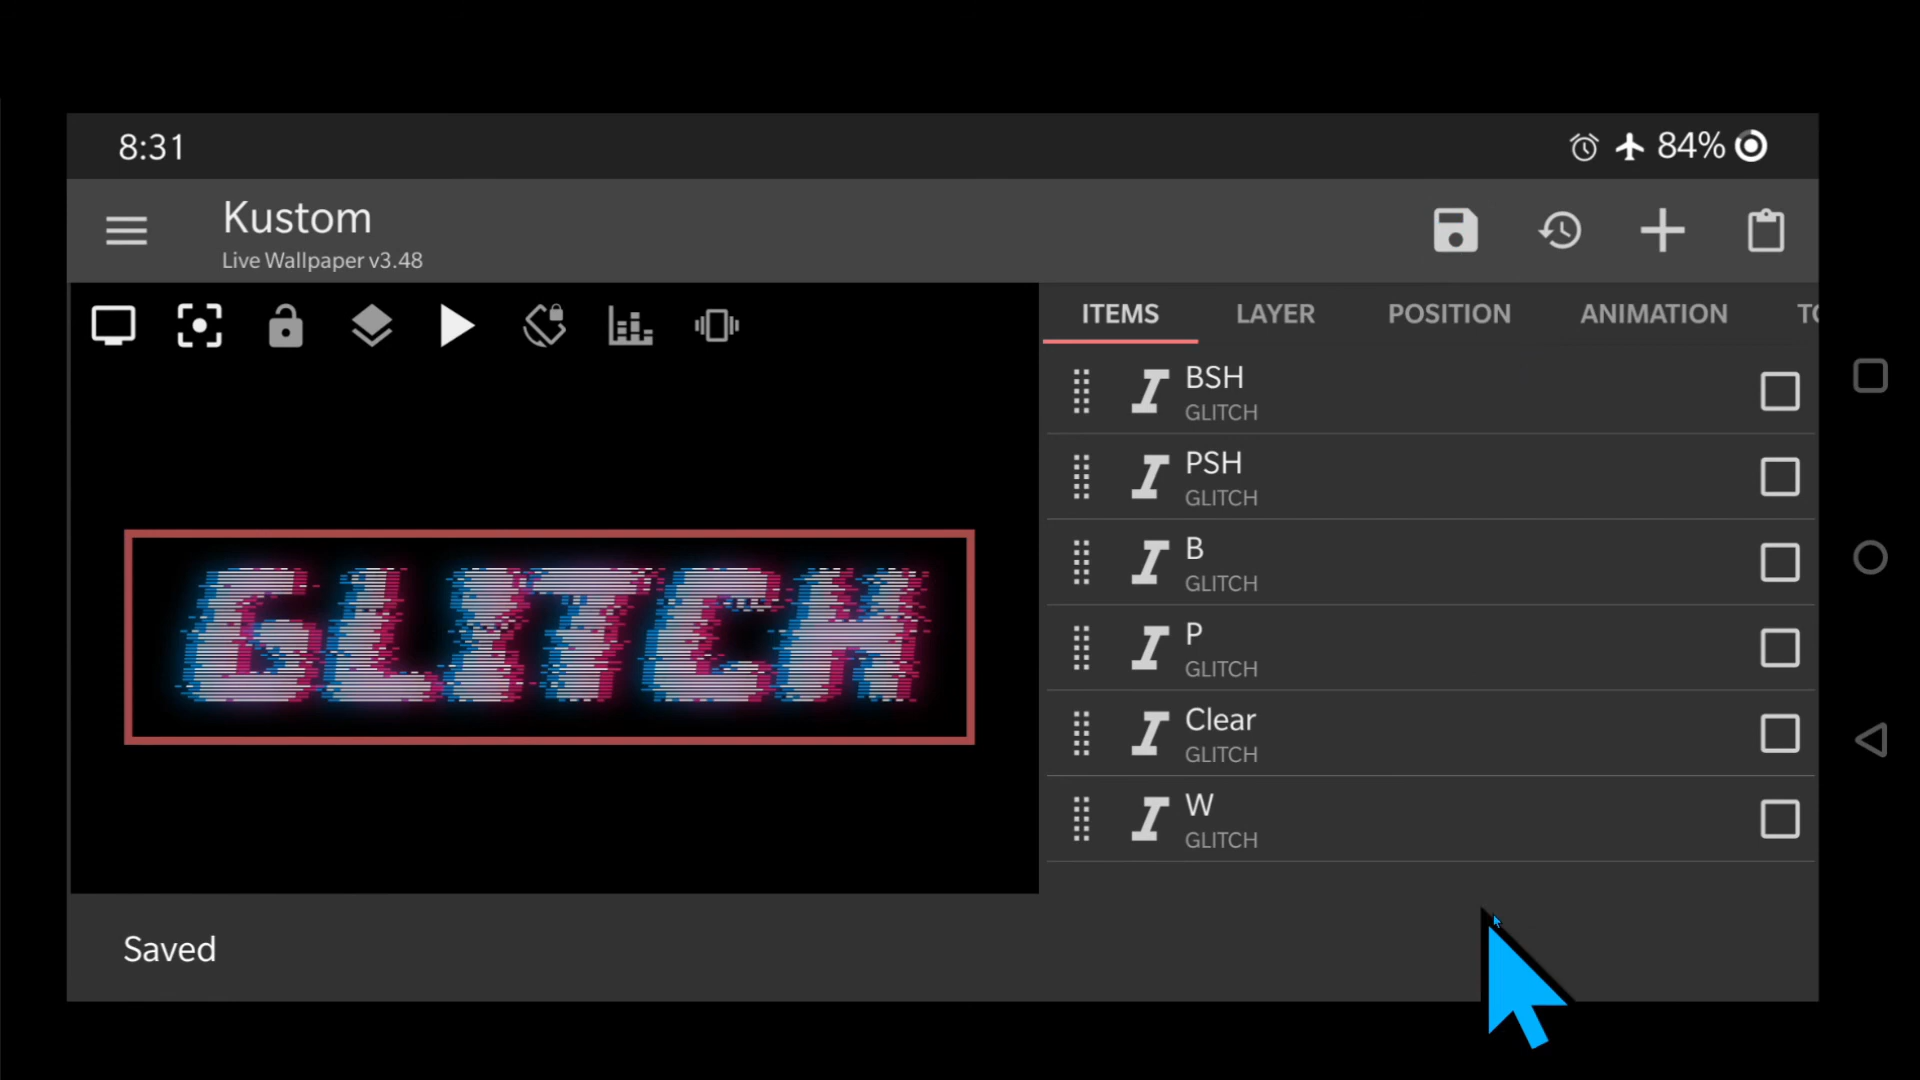 8:31
84%
Kustom
Live Wallpaper v3.48
ITEMS LAYER POSITION ANIMATION
BSH
GLITCH
PSH
GLITCH
B
GLITCH
P
GLITCH
Clear
GLITCH
W
GLITCH
GLITCH
Saved